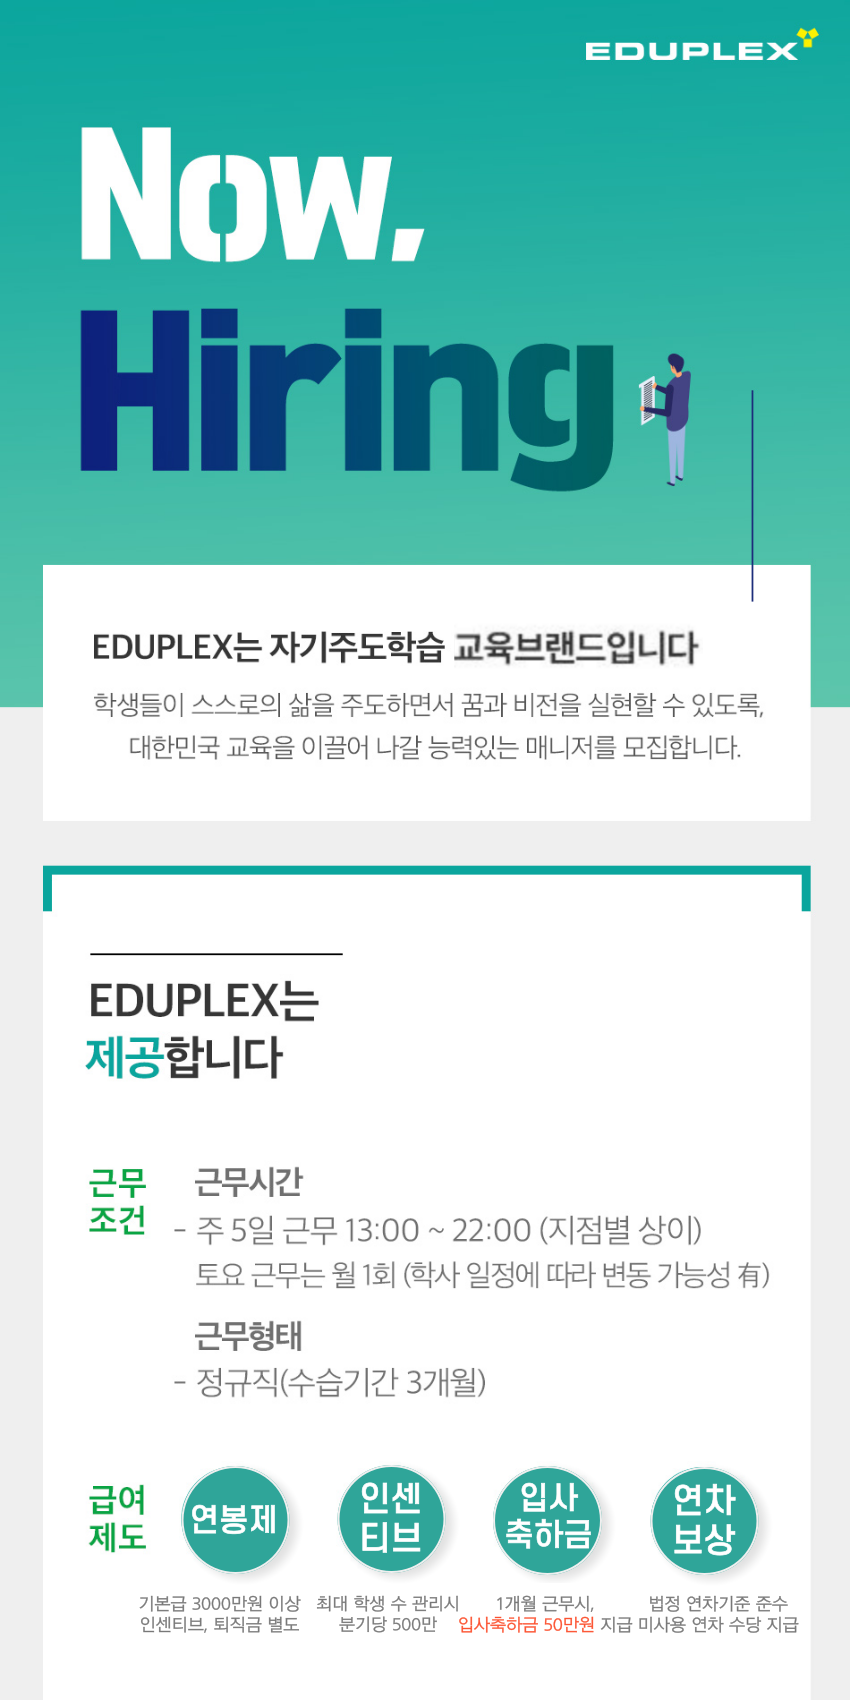 EDUPLEX
Now,
Hiring
EDUPLEX는 자기주도학습 교육브랜드입니다
학생들이 스스로의 삶을 주도하면서 꿈과 비전을 실현할 수 있도록,
대한민국 교육을 이끌어 나갈 능력있는 매니저를 모집합니다.
EDUPLEX는
제공합니다
근무
조건
근무시간
- 주 5일 근무 13:00 ~ 22:00 (지점별 상이)
토요 근무는 월 1회 (학사 일정에 따라 변동 가능성 有)
근무형태
- 정규직(수습기간 3개월)
급여
제도
연봉제
기본급 3000만원 이상
인센티브, 퇴직금 별도
인센
티브
최대 학생 수 관리시
분기당 500만
입사
축하금
1개월 근무시,
입사축하금 50만원 지급
연차
보상
법정 연차기준 준수
미사용 연차 수당 지급